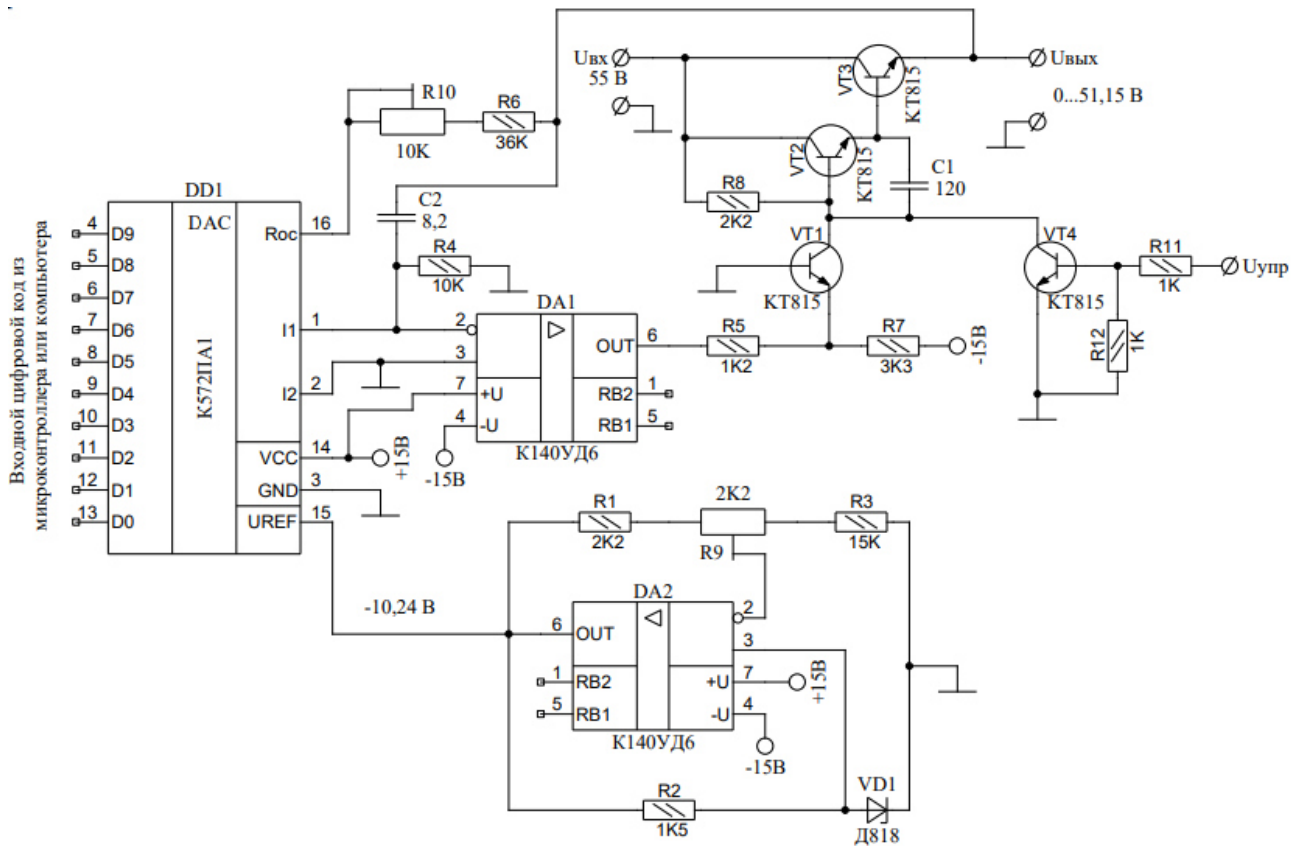 Uвх
55 В
VT3
КТ815
Uвых
0...51,15 В
R10
10K
R6
36K
VT2
КТ815
C1
120
R8
2K2
DD1
DAC
К572ПА1
Входной цифровой код из
микроконтроллера или компьютера
4 D9
5 D8
6 D7
7 D6
8 D5
9 D4
10 D3
11 D2
12 D1
13 D0
Rос 16
I1 1
I2 2
VCC 14
GND 3
UREF 15
+15В
C2
8,2
R4
10K
VT1
КТ815
VT4
КТ815
R11
1K
Uупр
R12
1K
DA1
2
3
7 +U
4 -U
OUT 6
RB2 1
RB1 5
К140УД6
-15В
R5
1K2
R7
3K3
-15В
R1
2K2
2K2
R9
R3
15K
-10,24 В
DA2
6 OUT
1 RB2
5 RB1
2
3
+U 7
-U 4
К140УД6
+15В
-15В
R2
1K5
VD1
Д818